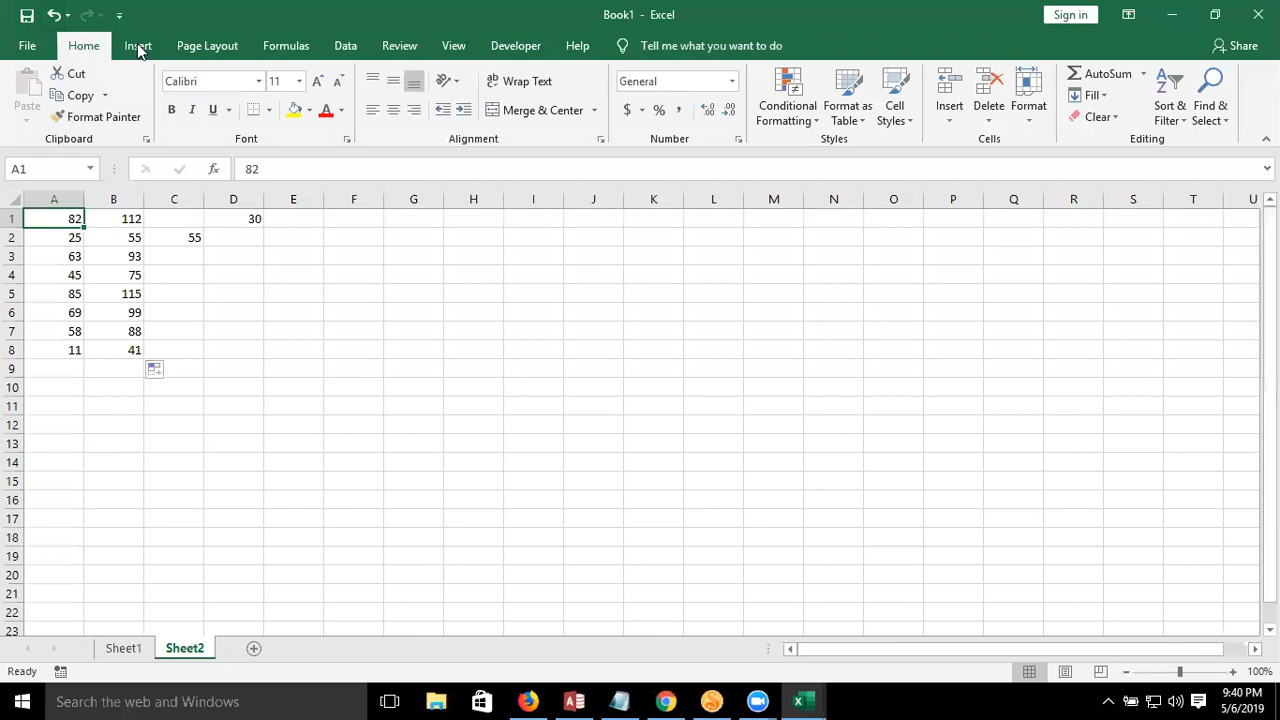 Book1 - Excel
Sign in
File Home Insert Page Layout Formulas Data Review View Developer Help Tell me what you want to do Share
Paste
Cut
Copy
Format Painter
Clipboard
Calibri 11
B I U
A A
Font
Wrap Text
Merge & Center
Alignment
General
$ % ,
Number
Conditional Formatting
Format as Table
Cell Styles
Styles
Insert
Delete
Format
Cells
AutoSum
Fill
Clear
Sort & Filter
Find & Select
Editing
A1 fx 82
A B C D E F G H I J K L M N O P Q R S T U
1 82 112 30
2 25 55 55
3 63 93
4 45 75
5 85 115
6 69 99
7 58 88
8 11 41
9
10
11
12
13
14
15
16
17
18
19
20
21
22
23
Sheet1 Sheet2
Ready 100%
Search the web and Windows
9:40 PM
5/6/2019